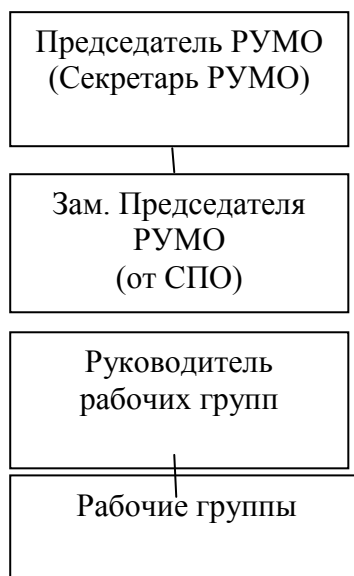 Председатель РУМО
(Секретарь РУМО)
Зам. Председателя
РУМО
(от СПО)
Руководитель
рабочих групп
Рабочие группы